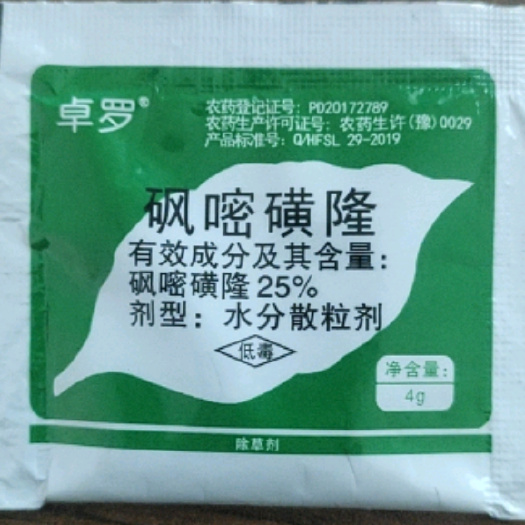 卓罗®
农药登记证号: PD20172789
农药生产许可证号: 农药生许(豫)0029
产品标准号: Q/HFSL 29-2019
砜嘧磺隆
有效成分及其含量:
砜嘧磺隆25%
剂型: 水分散粒剂
低毒
净含量:
4g
除草剂